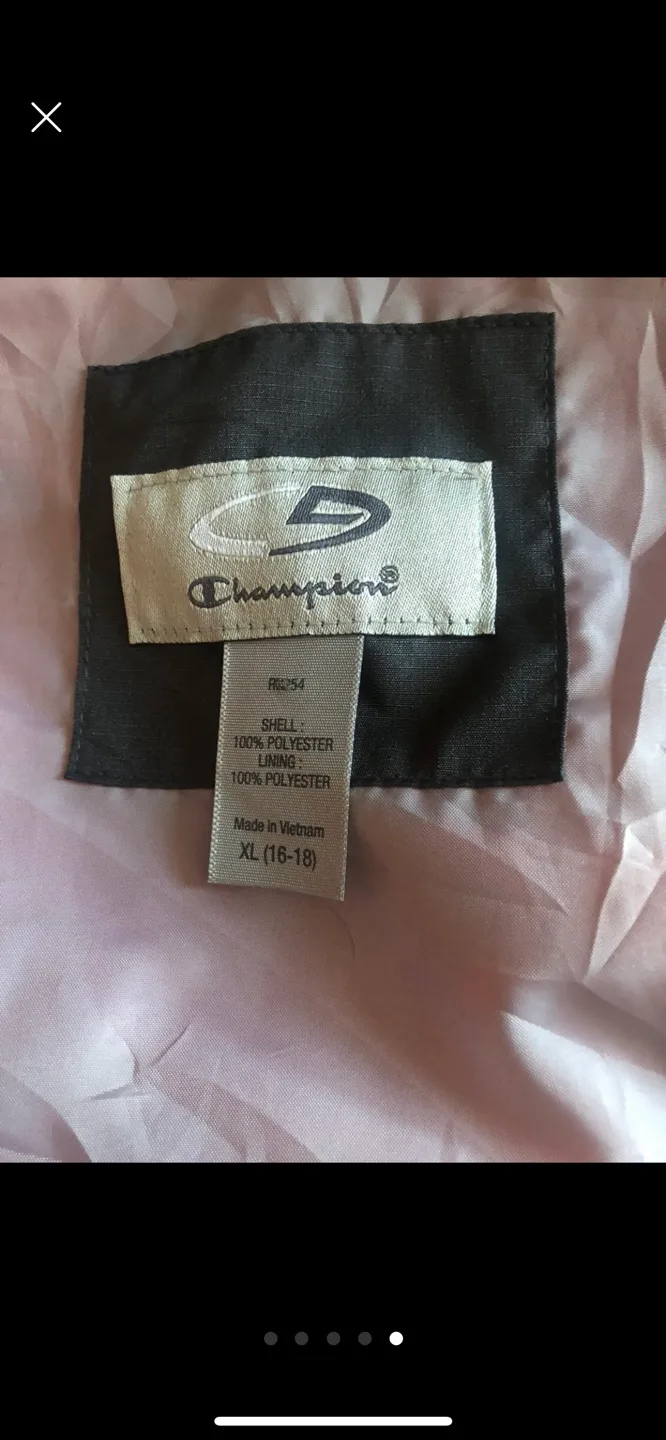 Champion®
SHELL :
100% POLYESTER
LINING :
100% POLYESTER
Made in Vietnam
XL (16-18)